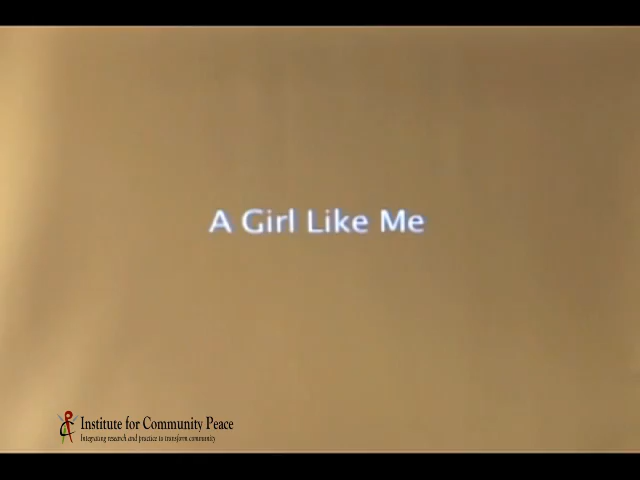 A Girl Like Me
Institute for Community Peace
Integrating research and practice to transform community